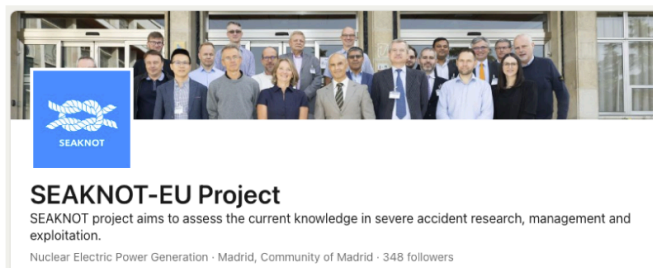 SEAKNOT
SEAKNOT-EU Project
SEAKNOT project aims to assess the current knowledge in severe accident research, management and
exploitation.
Nuclear Electric Power Generation · Madrid, Community of Madrid · 348 followers